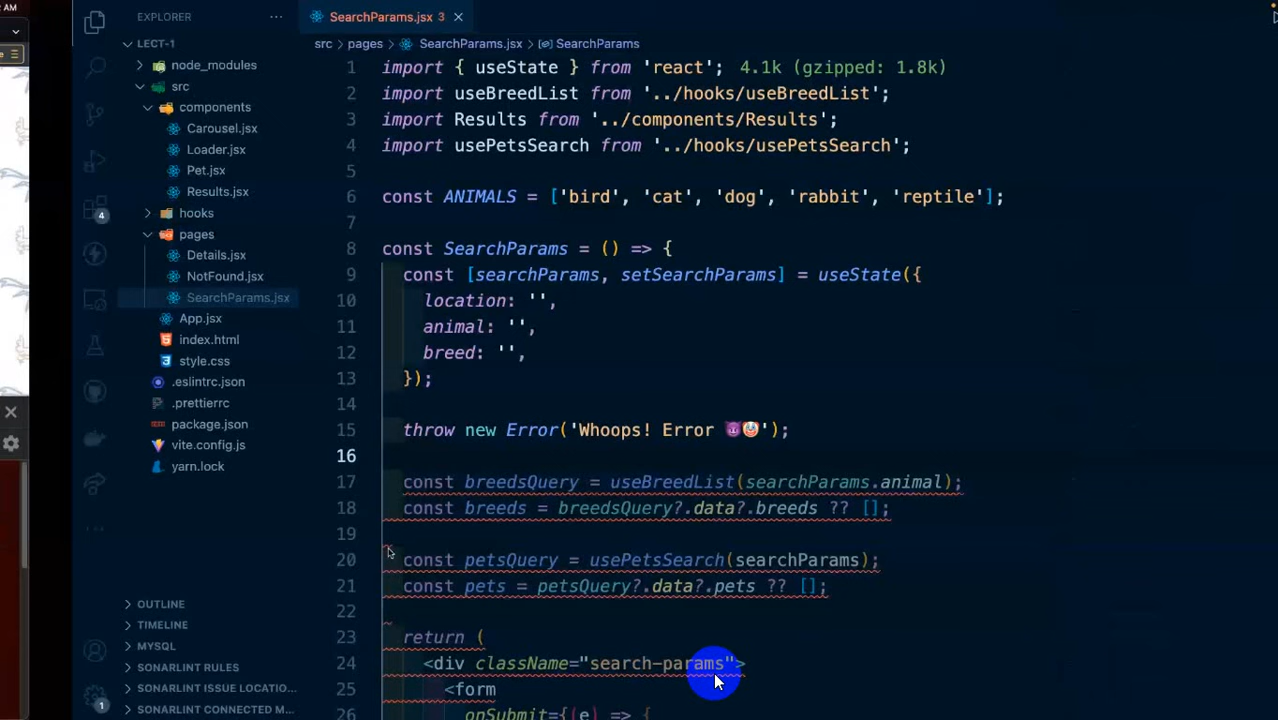 2 AM
EXPLORER
LECT-1
node_modules
src
components
Carousel.jsx
Loader.jsx
Pet.jsx
Results.jsx
hooks
pages
Details.jsx
NotFound.jsx
SearchParams.jsx
App.jsx
index.html
style.css
.eslintrc.json
.prettierrc
package.json
vite.config.js
yarn.lock
OUTLINE
TIMELINE
MYSQL
SONARLINT RULES
SONARLINT ISSUE LOCATIO...
SONARLINT CONNECTED M...
4
1
SearchParams.jsx 3
src > pages > SearchParams.jsx > SearchParams
1 import { useState } from 'react'; 4.1k (gzipped: 1.8k)
2 import useBreedList from '../hooks/useBreedList';
3 import Results from '../components/Results';
4 import usePetsSearch from '../hooks/usePetsSearch';
5
6 const ANIMALS = ['bird', 'cat', 'dog', 'rabbit', 'reptile'];
7
8 const SearchParams = () => {
9 const [searchParams, setSearchParams] = useState({
10 location: '',
11 animal: '',
12 breed: '',
13 });
14
15 throw new Error('Whoops! Error 😈🤡');
16
17 const breedsQuery = useBreedList(searchParams.animal);
18 const breeds = breedsQuery?.data?.breeds ?? [];
19
20 const petsQuery = usePetsSearch(searchParams);
21 const pets = petsQuery?.data?.pets ?? [];
22
23 return (
24 <div className="search-params">
25 <form
26 onSubmit={(e) => {